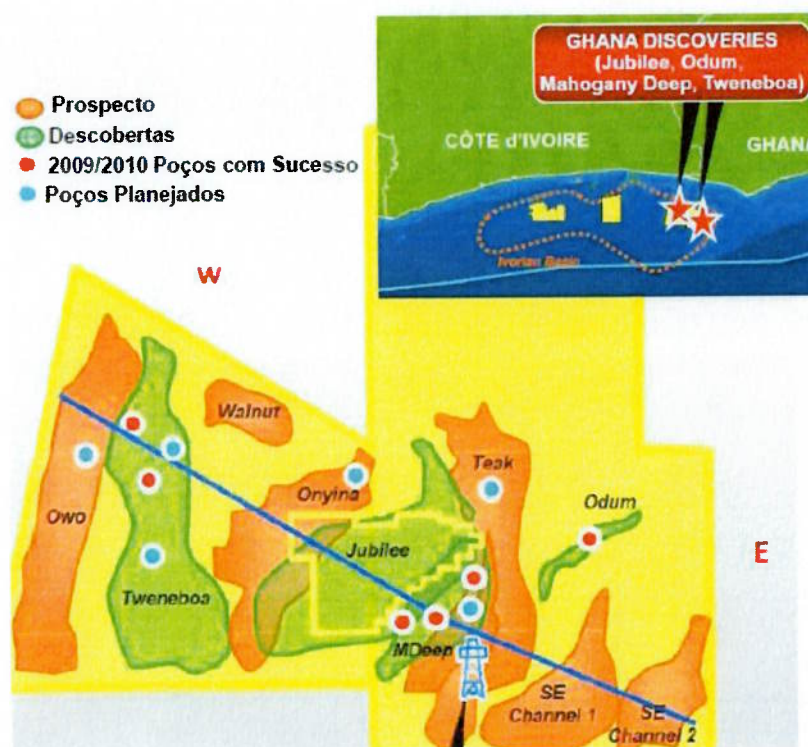 GHANA DISCOVERIES
(Jubilee, Odum,
Mahogany Deep, Tweneboa)
CÔTE d'IVOIRE
GHANA
Ivorian Basin
Prospecto
Descobertas
2009/2010 Poços com Sucesso
Poços Planejados
W
Walnut
Teak
Onyina
Odum
Owo
Jubilee
E
Tweneboa
MDeep
SE
Channel 1
SE
Channel 2